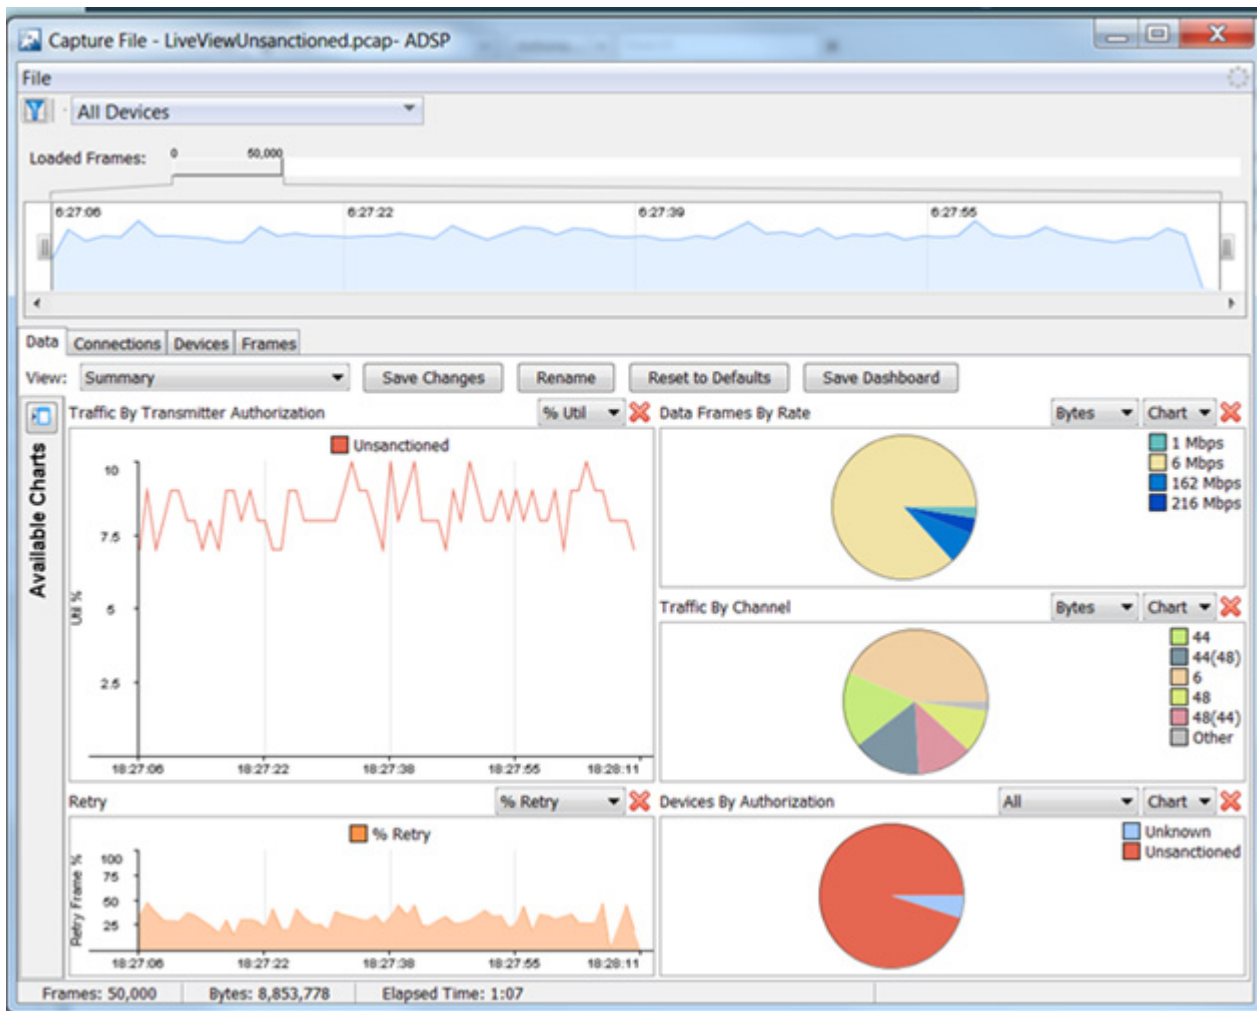 Capture File - LiveViewUnsanctioned.pcap- ADSP
File
All Devices
Loaded Frames: 0 50,000
6:27:06 6:27:22 6:27:39 6:27:55
Data Connections Devices Frames
View: Summary Save Changes Rename Reset to Defaults Save Dashboard
Available Charts
Traffic By Transmitter Authorization % Util
Unsanctioned
10
7.5
5
2.5
Util %
18:27:06 18:27:22 18:27:38 18:27:55 18:28:11
Retry % Retry
% Retry
100
75
50
25
Retry Frame %
18:27:06 18:27:22 18:27:38 18:27:55 18:28:11
Data Frames By Rate Bytes Chart
1 Mbps
6 Mbps
162 Mbps
216 Mbps
Traffic By Channel Bytes Chart
44
44(48)
6
48
48(44)
Other
Devices By Authorization All Chart
Unknown
Unsanctioned
Frames: 50,000 Bytes: 8,853,778 Elapsed Time: 1:07